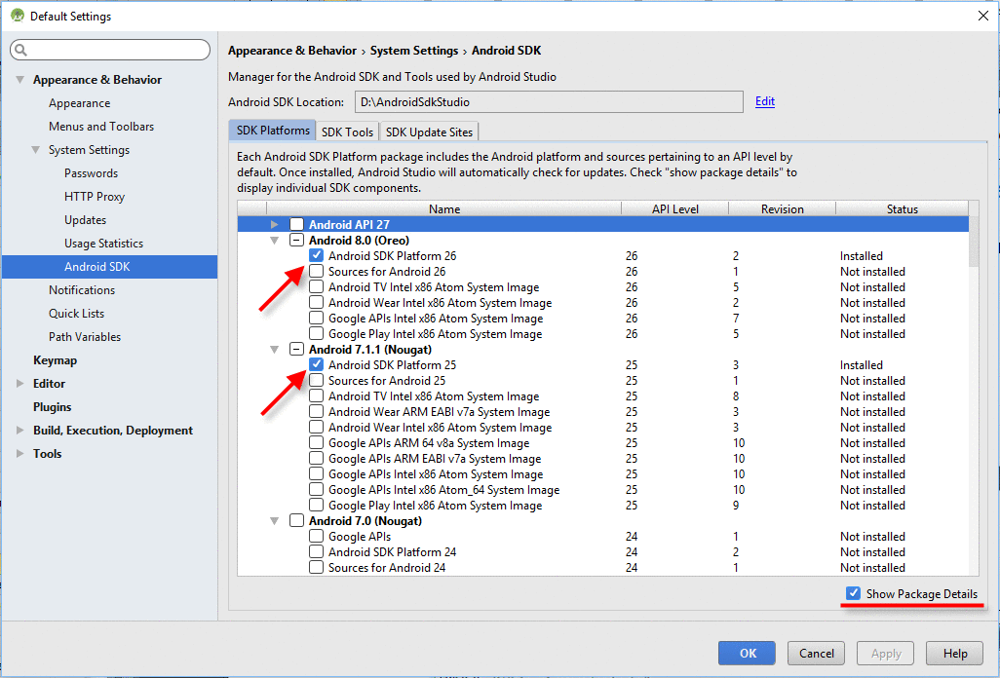 Default Settings
Appearance & Behavior › System Settings › Android SDK
Manager for the Android SDK and Tools used by Android Studio
Android SDK Location: D:\AndroidSdkStudio Edit
Appearance & Behavior
Appearance
Menus and Toolbars
System Settings
Passwords
HTTP Proxy
Updates
Usage Statistics
Android SDK
Notifications
Quick Lists
Path Variables
Keymap
Editor
Plugins
Build, Execution, Deployment
Tools
SDK Platforms SDK Tools SDK Update Sites
Each Android SDK Platform package includes the Android platform and sources pertaining to an API level by
default. Once installed, Android Studio will automatically check for updates. Check "show package details" to
display individual SDK components.
Name API Level Revision Status
Android API 27
Android 8.0 (Oreo)
Android SDK Platform 26 26 2 Installed
Sources for Android 26 26 1 Not installed
Android TV Intel x86 Atom System Image 26 5 Not installed
Android Wear Intel x86 Atom System Image 26 2 Not installed
Google APIs Intel x86 Atom System Image 26 7 Not installed
Google Play Intel x86 Atom System Image 26 5 Not installed
Android 7.1.1 (Nougat)
Android SDK Platform 25 25 3 Installed
Sources for Android 25 25 1 Not installed
Android TV Intel x86 Atom System Image 25 8 Not installed
Android Wear ARM EABI v7a System Image 25 3 Not installed
Android Wear Intel x86 Atom System Image 25 3 Not installed
Google APIs ARM 64 v8a System Image 25 10 Not installed
Google APIs ARM EABI v7a System Image 25 10 Not installed
Google APIs Intel x86 Atom System Image 25 10 Not installed
Google APIs Intel x86 Atom_64 System Image 25 10 Not installed
Google Play Intel x86 Atom System Image 25 9 Not installed
Android 7.0 (Nougat)
Google APIs 24 1 Not installed
Android SDK Platform 24 24 2 Not installed
Sources for Android 24 24 1 Not installed
Show Package Details
OK Cancel Apply Help